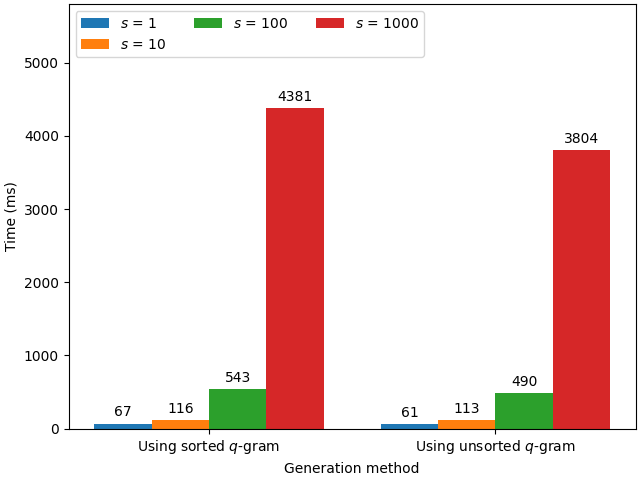 s = 1
s = 10
s = 100
s = 1000
5000
4000
3000
2000
1000
0
Time (ms)
67
116
543
4381
61
113
490
3804
Using sorted q-gram
Using unsorted q-gram
Generation method